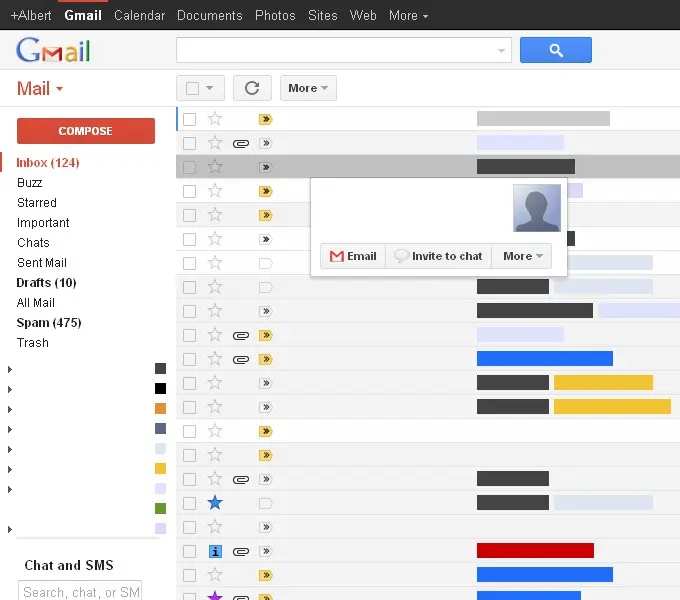 +Albert Gmail Calendar Documents Photos Sites Web More
Gmail
Mail
More
COMPOSE
Inbox (124)
Buzz
Starred
Important
Chats
Sent Mail
Drafts (10)
All Mail
Spam (475)
Trash
Email Invite to chat More
Chat and SMS
Search, chat, or SM